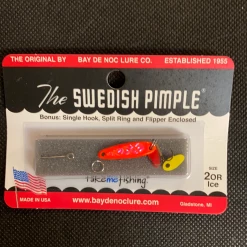 THE ORIGINAL BY BAY DE NOC LURE CO. ESTABLISHED 1955
The SWEDISH PIMPLE®
Bonus: Single Hook, Split Ring and Flipper Enclosed
SIZE
2OR
Ice
Takemefishing
MADE IN USA
www.baydenoclure.com
Gladstone, MI